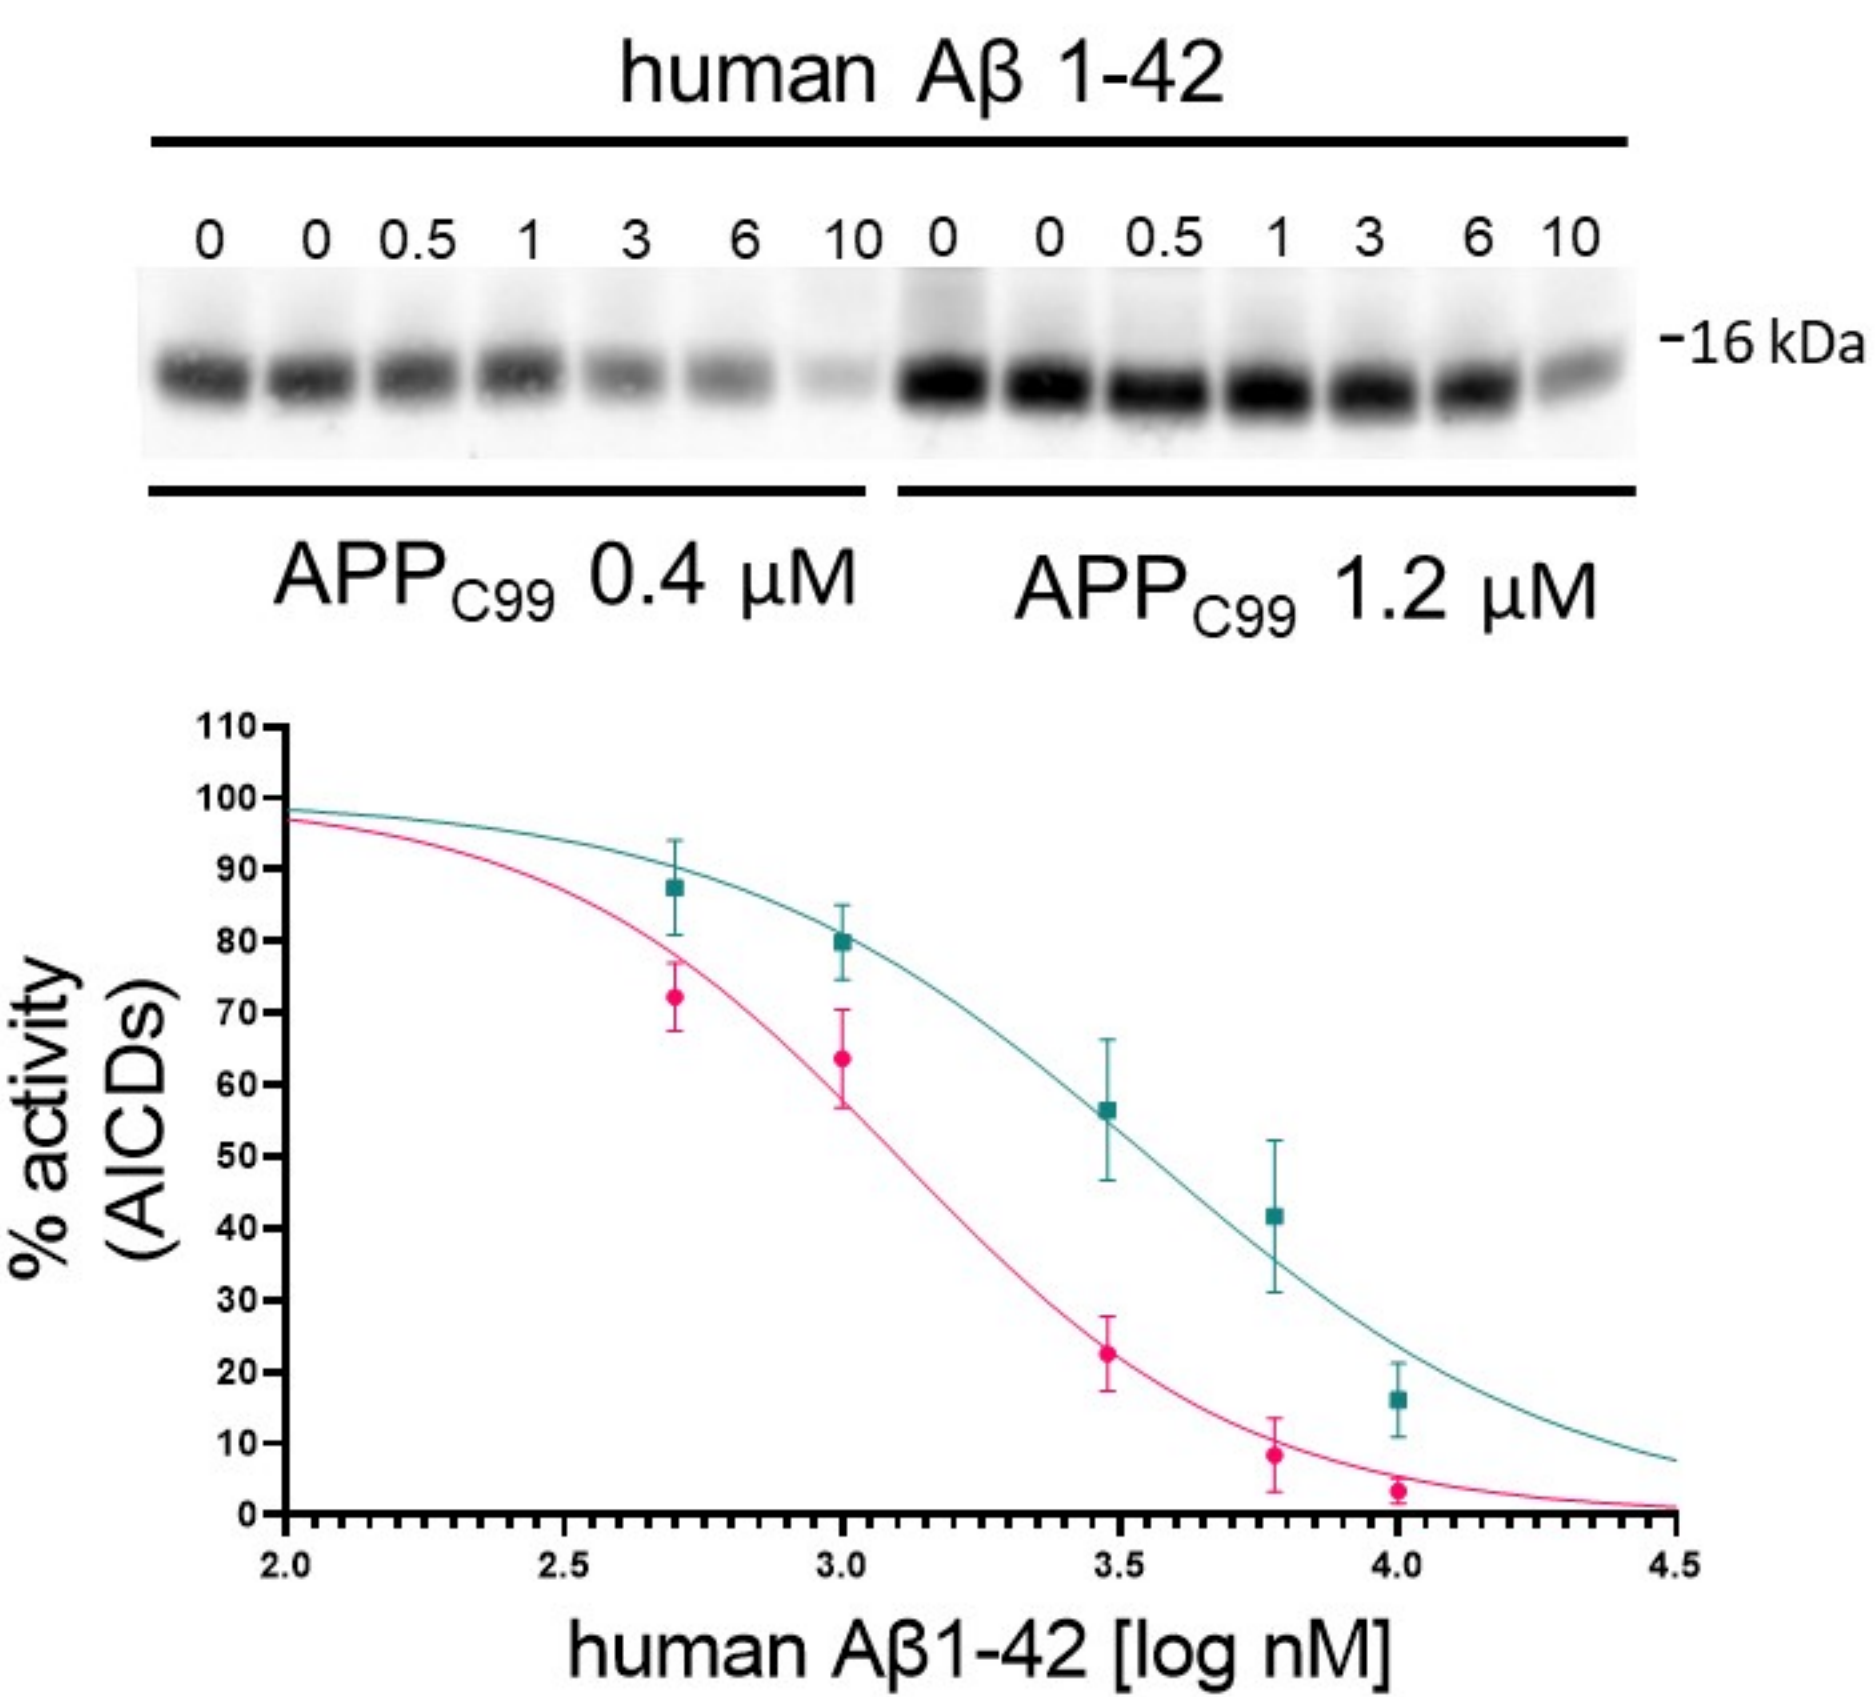 human Aβ 1-42
0 0 0.5 1 3 6 10 0 0 0.5 1 3 6 10
-16 kDa
APPC99 0.4 μM APPC99 1.2 μM
110
100
90
80
70
60
50
40
30
20
10
0
% activity
(AICDs)
2.0 2.5 3.0 3.5 4.0 4.5
human Aβ1-42 [log nM]